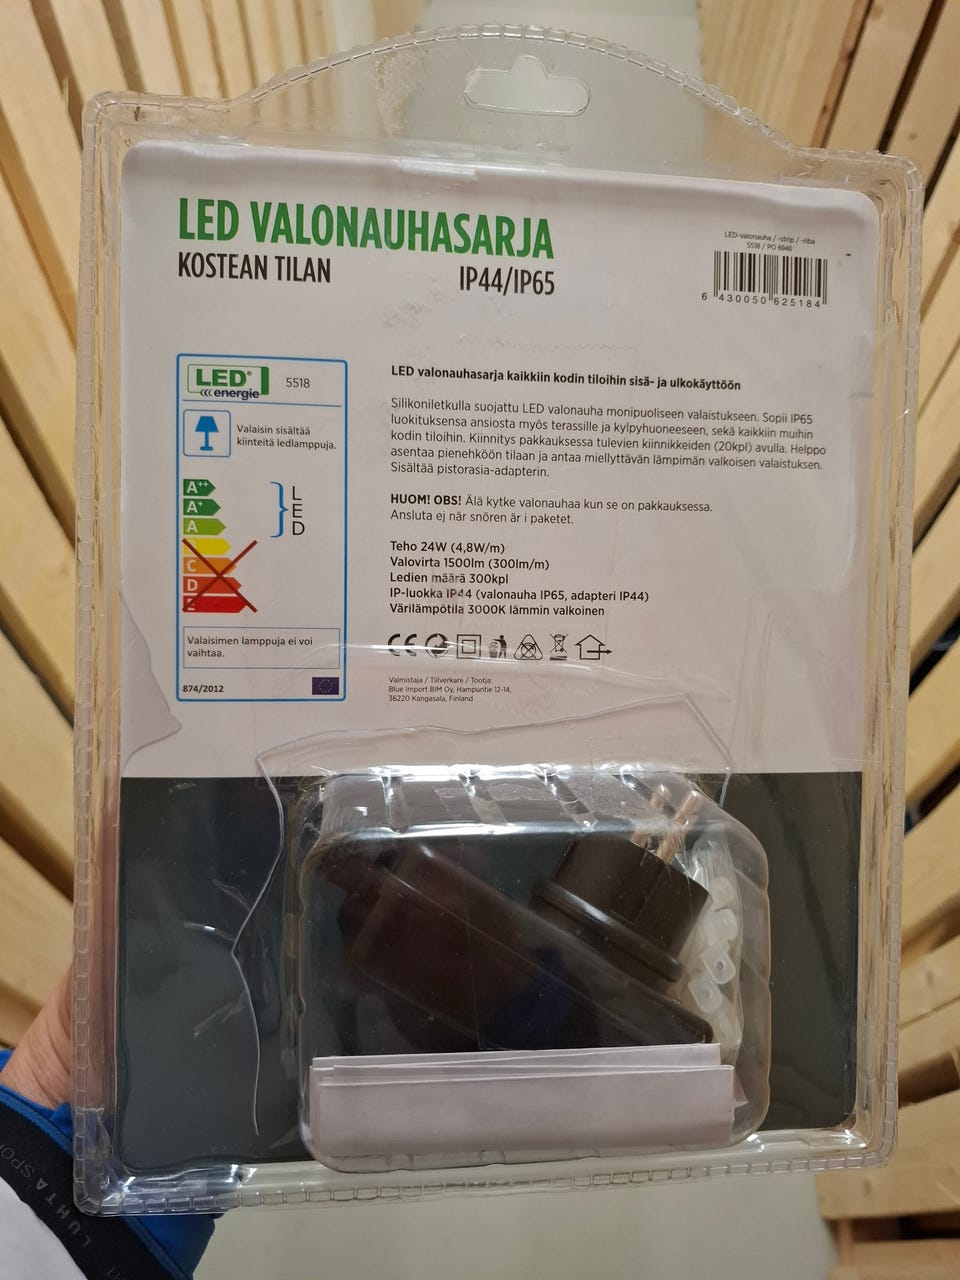 LED VALONAUHASARJA
KOSTEAN TILAN IP44/IP65
LED-valonauha / -strip / -riba
5518 / PO 6940
6 430050 625184
LED® energie 5518
Valaisin sisältää
kiinteitä ledlamppuja.
A++
A+
A
C
D
E
LED
Valaisimen lamppuja ei voi
vaihtaa.
874/2012
LED valonauhasarja kaikkiin kodin tiloihin sisä- ja ulkokäyttöön
Silikoniletkulla suojattu LED valonauha monipuoliseen valaistukseen. Sopii IP65
luokituksensa ansiosta myös terassille ja kylpyhuoneeseen, sekä kaikkiin muihin
kodin tiloihin. Kiinnitys pakkauksessa tulevien kiinnikkeiden (20kpl) avulla. Helppo
asentaa pienehköön tilaan ja antaa miellyttävän lämpimän valkoisen valaistuksen.
Sisältää pistorasia-adapterin.
HUOM! OBS! Älä kytke valonauhaa kun se on pakkauksessa.
Ansluta ej när snören är i paketet.
Teho 24W (4,8W/m)
Valovirta 1500lm (300lm/m)
Ledien määrä 300kpl
IP-luokka IP44 (valonauha IP65, adapteri IP44)
Värilämpötila 3000K lämmin valkoinen
CE
Valmistaja / Tillverkare / Tootja:
Blue Import BIM Oy, Hampuntie 12-14,
36220 Kangasala, Finland
LUHTA SPO